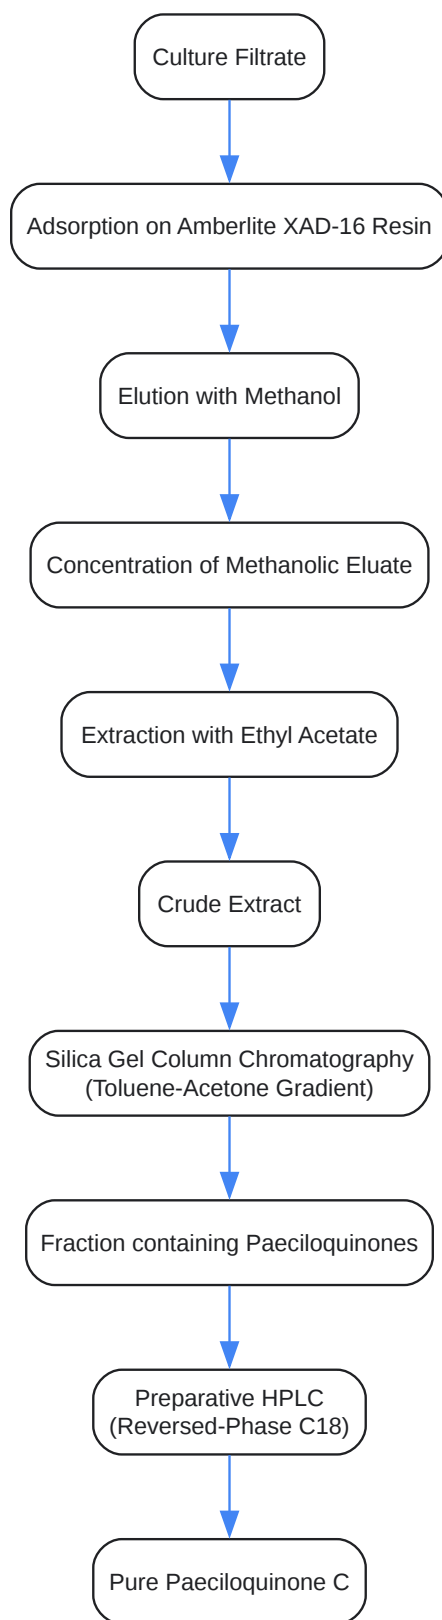 Culture Filtrate
Adsorption on Amberlite XAD-16 Resin
Elution with Methanol
Concentration of Methanolic Eluate
Extraction with Ethyl Acetate
Crude Extract
Silica Gel Column Chromatography
(Toluene-Acetone Gradient)
Fraction containing Paeciloquinones
Preparative HPLC
(Reversed-Phase C18)
Pure Paeciloquinone C